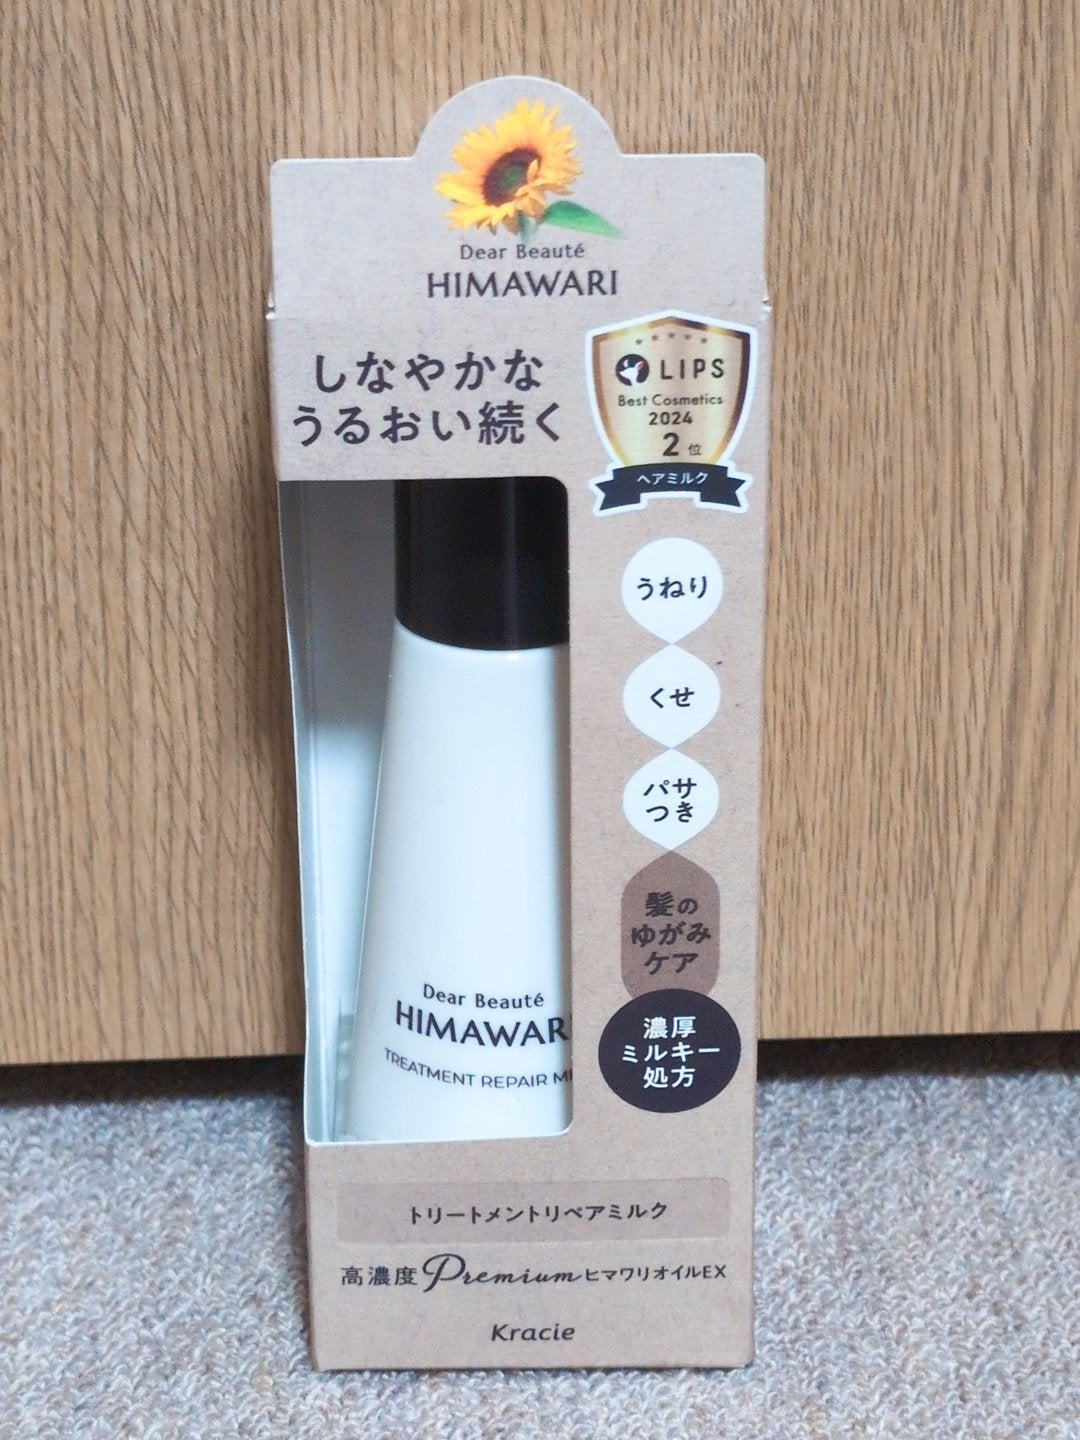 Dear Beauté
HIMAWARI
しなやかな
うるおい続く
LIPS
Best Cosmetics
2024
2位
ヘアミルク
うねり
くせ
パサ
つき
髪の
ゆがみ
ケア
濃厚
ミルキー
処方
Dear Beauté
HIMAWARI
TREATMENT REPAIR MI
トリートメントリペアミルク
高濃度PremiumヒマワリオイルEX
Kracie